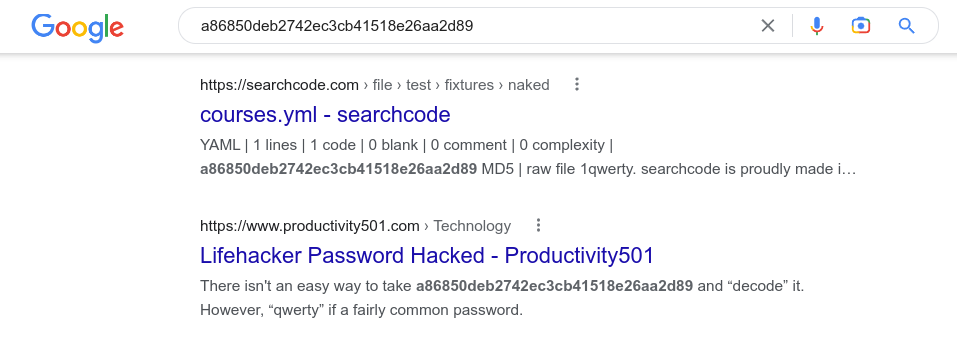 Google a86850deb2742ec3cb41518e26aa2d89
https://searchcode.com › file › test › fixtures › naked
courses.yml - searchcode
YAML | 1 lines | 1 code | 0 blank | 0 comment | 0 complexity |
a86850deb2742ec3cb41518e26aa2d89 MD5 | raw file 1qwerty. searchcode is proudly made i…
https://www.productivity501.com › Technology
Lifehacker Password Hacked - Productivity501
There isn't an easy way to take a86850deb2742ec3cb41518e26aa2d89 and “decode” it.
However, “qwerty” if a fairly common password.